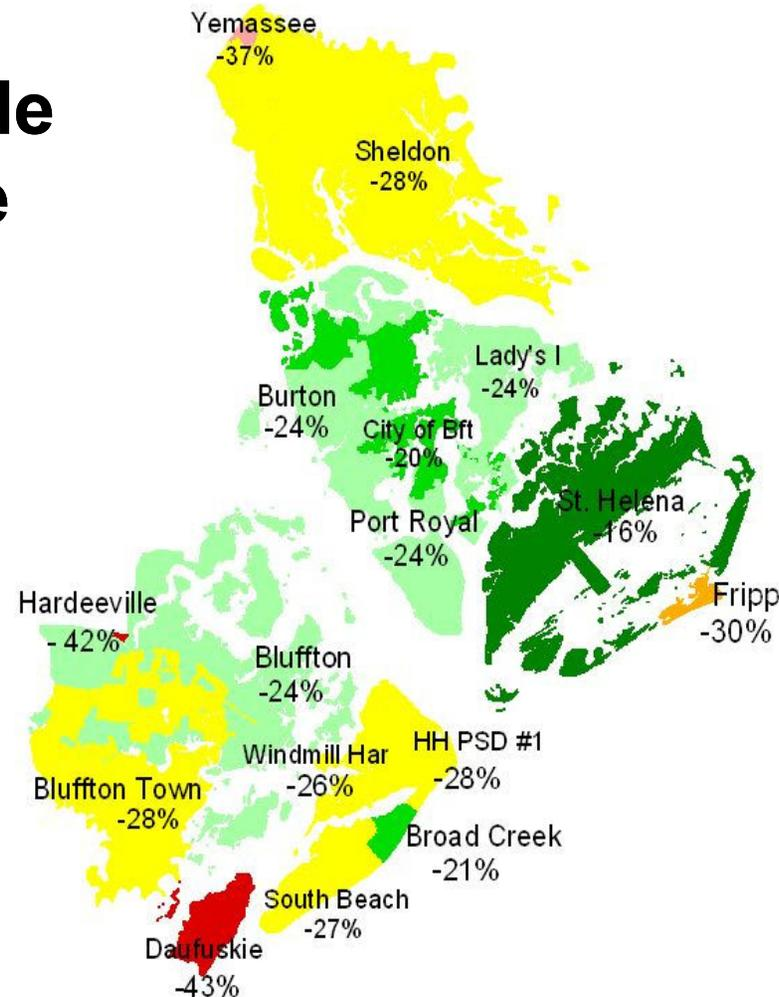 Yemassee
-37%
Sheldon
-28%
Lady's I
-24%
Burton
-24%
City of Bft
-20%
St. Helena
-16%
Port Royal
-24%
Fripp
-30%
Hardeeville
- 42%
Bluffton
-24%
HH PSD #1
-28%
Windmill Har
-26%
Bluffton Town
-28%
Broad Creek
-21%
South Beach
-27%
Daufuskie
-43%